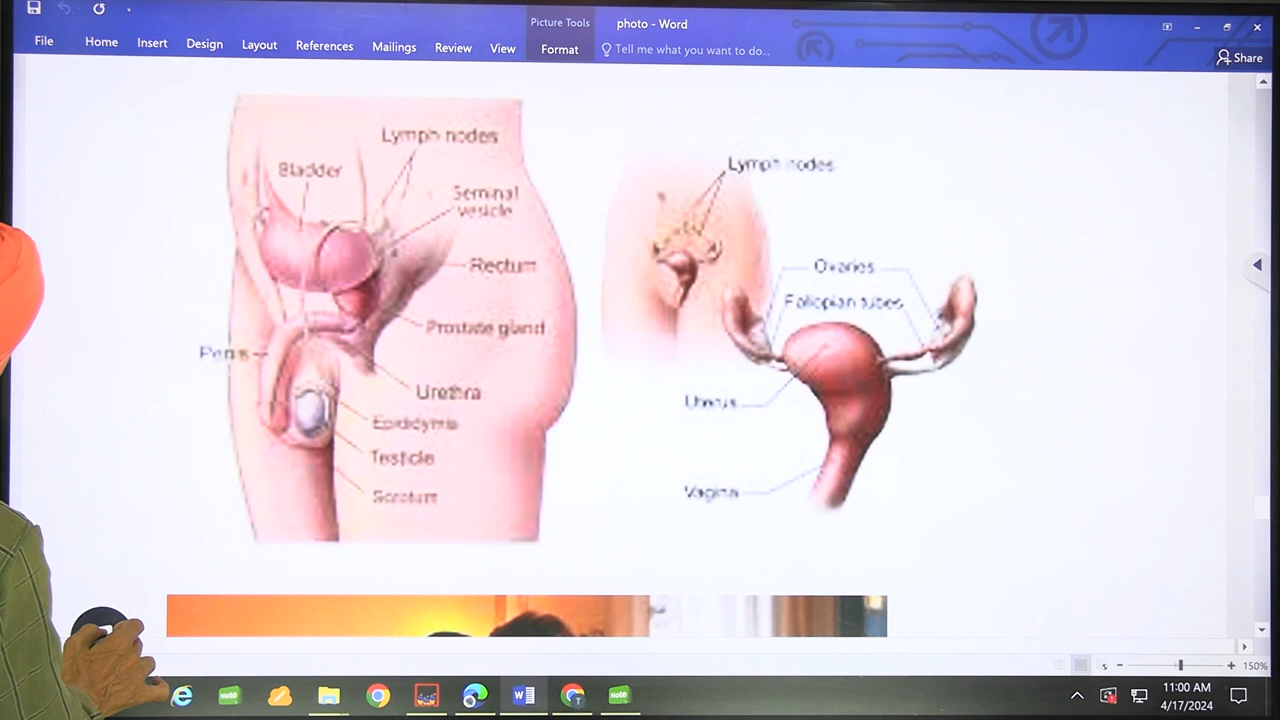 Picture Tools
photo - Word
File
Home
Insert
Design
Layout
References
Mailings
Review
View
Format
Tell me what you want to do...
Share
Lymph nodes
Bladder
Seminal
vesicle
Rectum
Prostate gland
Penis
Urethra
Epididymis
Testicle
Scrotum
Lymph nodes
Ovaries
Fallopian tubes
Uterus
Vagina
150%
Note
Note
T
11:00 AM
4/17/2024